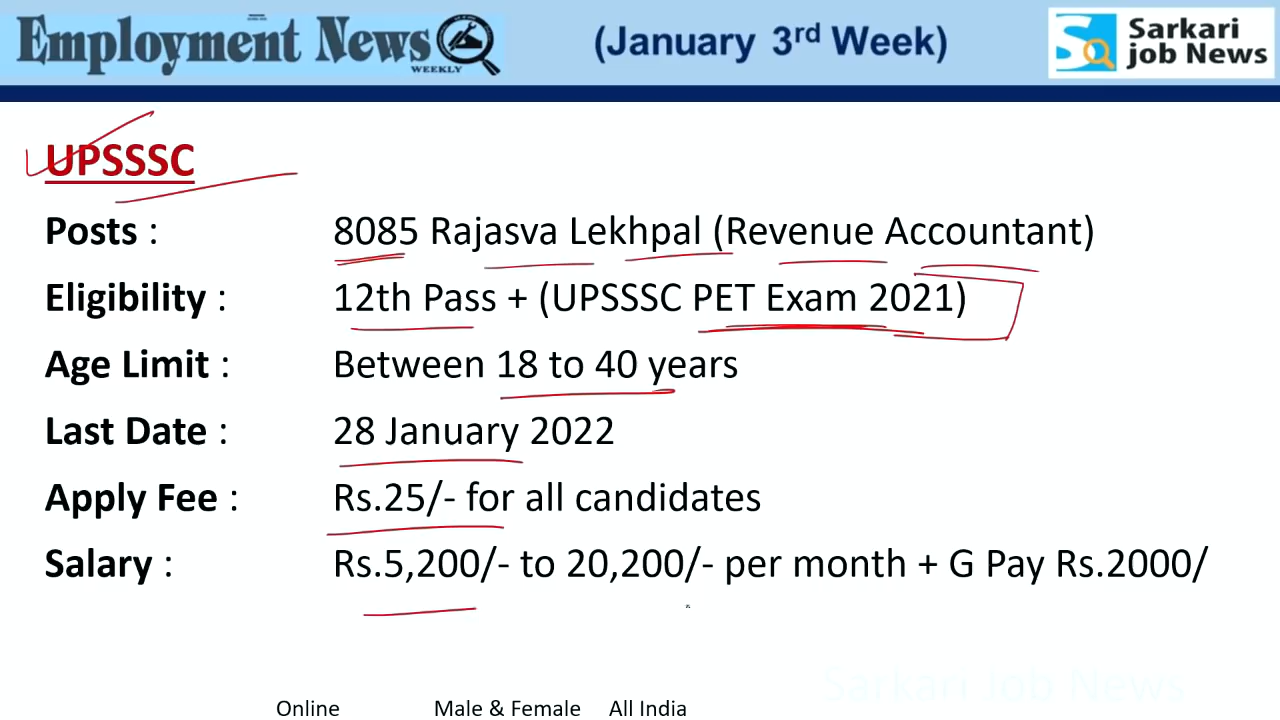 Employment News
WEEKLY
(January 3rd Week)
Sarkari
job News
UPSSSC
Posts : 8085 Rajasva Lekhpal (Revenue Accountant)
Eligibility : 12th Pass + (UPSSSC PET Exam 2021)
Age Limit : Between 18 to 40 years
Last Date : 28 January 2022
Apply Fee : Rs.25/- for all candidates
Salary : Rs.5,200/- to 20,200/- per month + G Pay Rs.2000/
Sarkari Job News
Online Male & Female All India